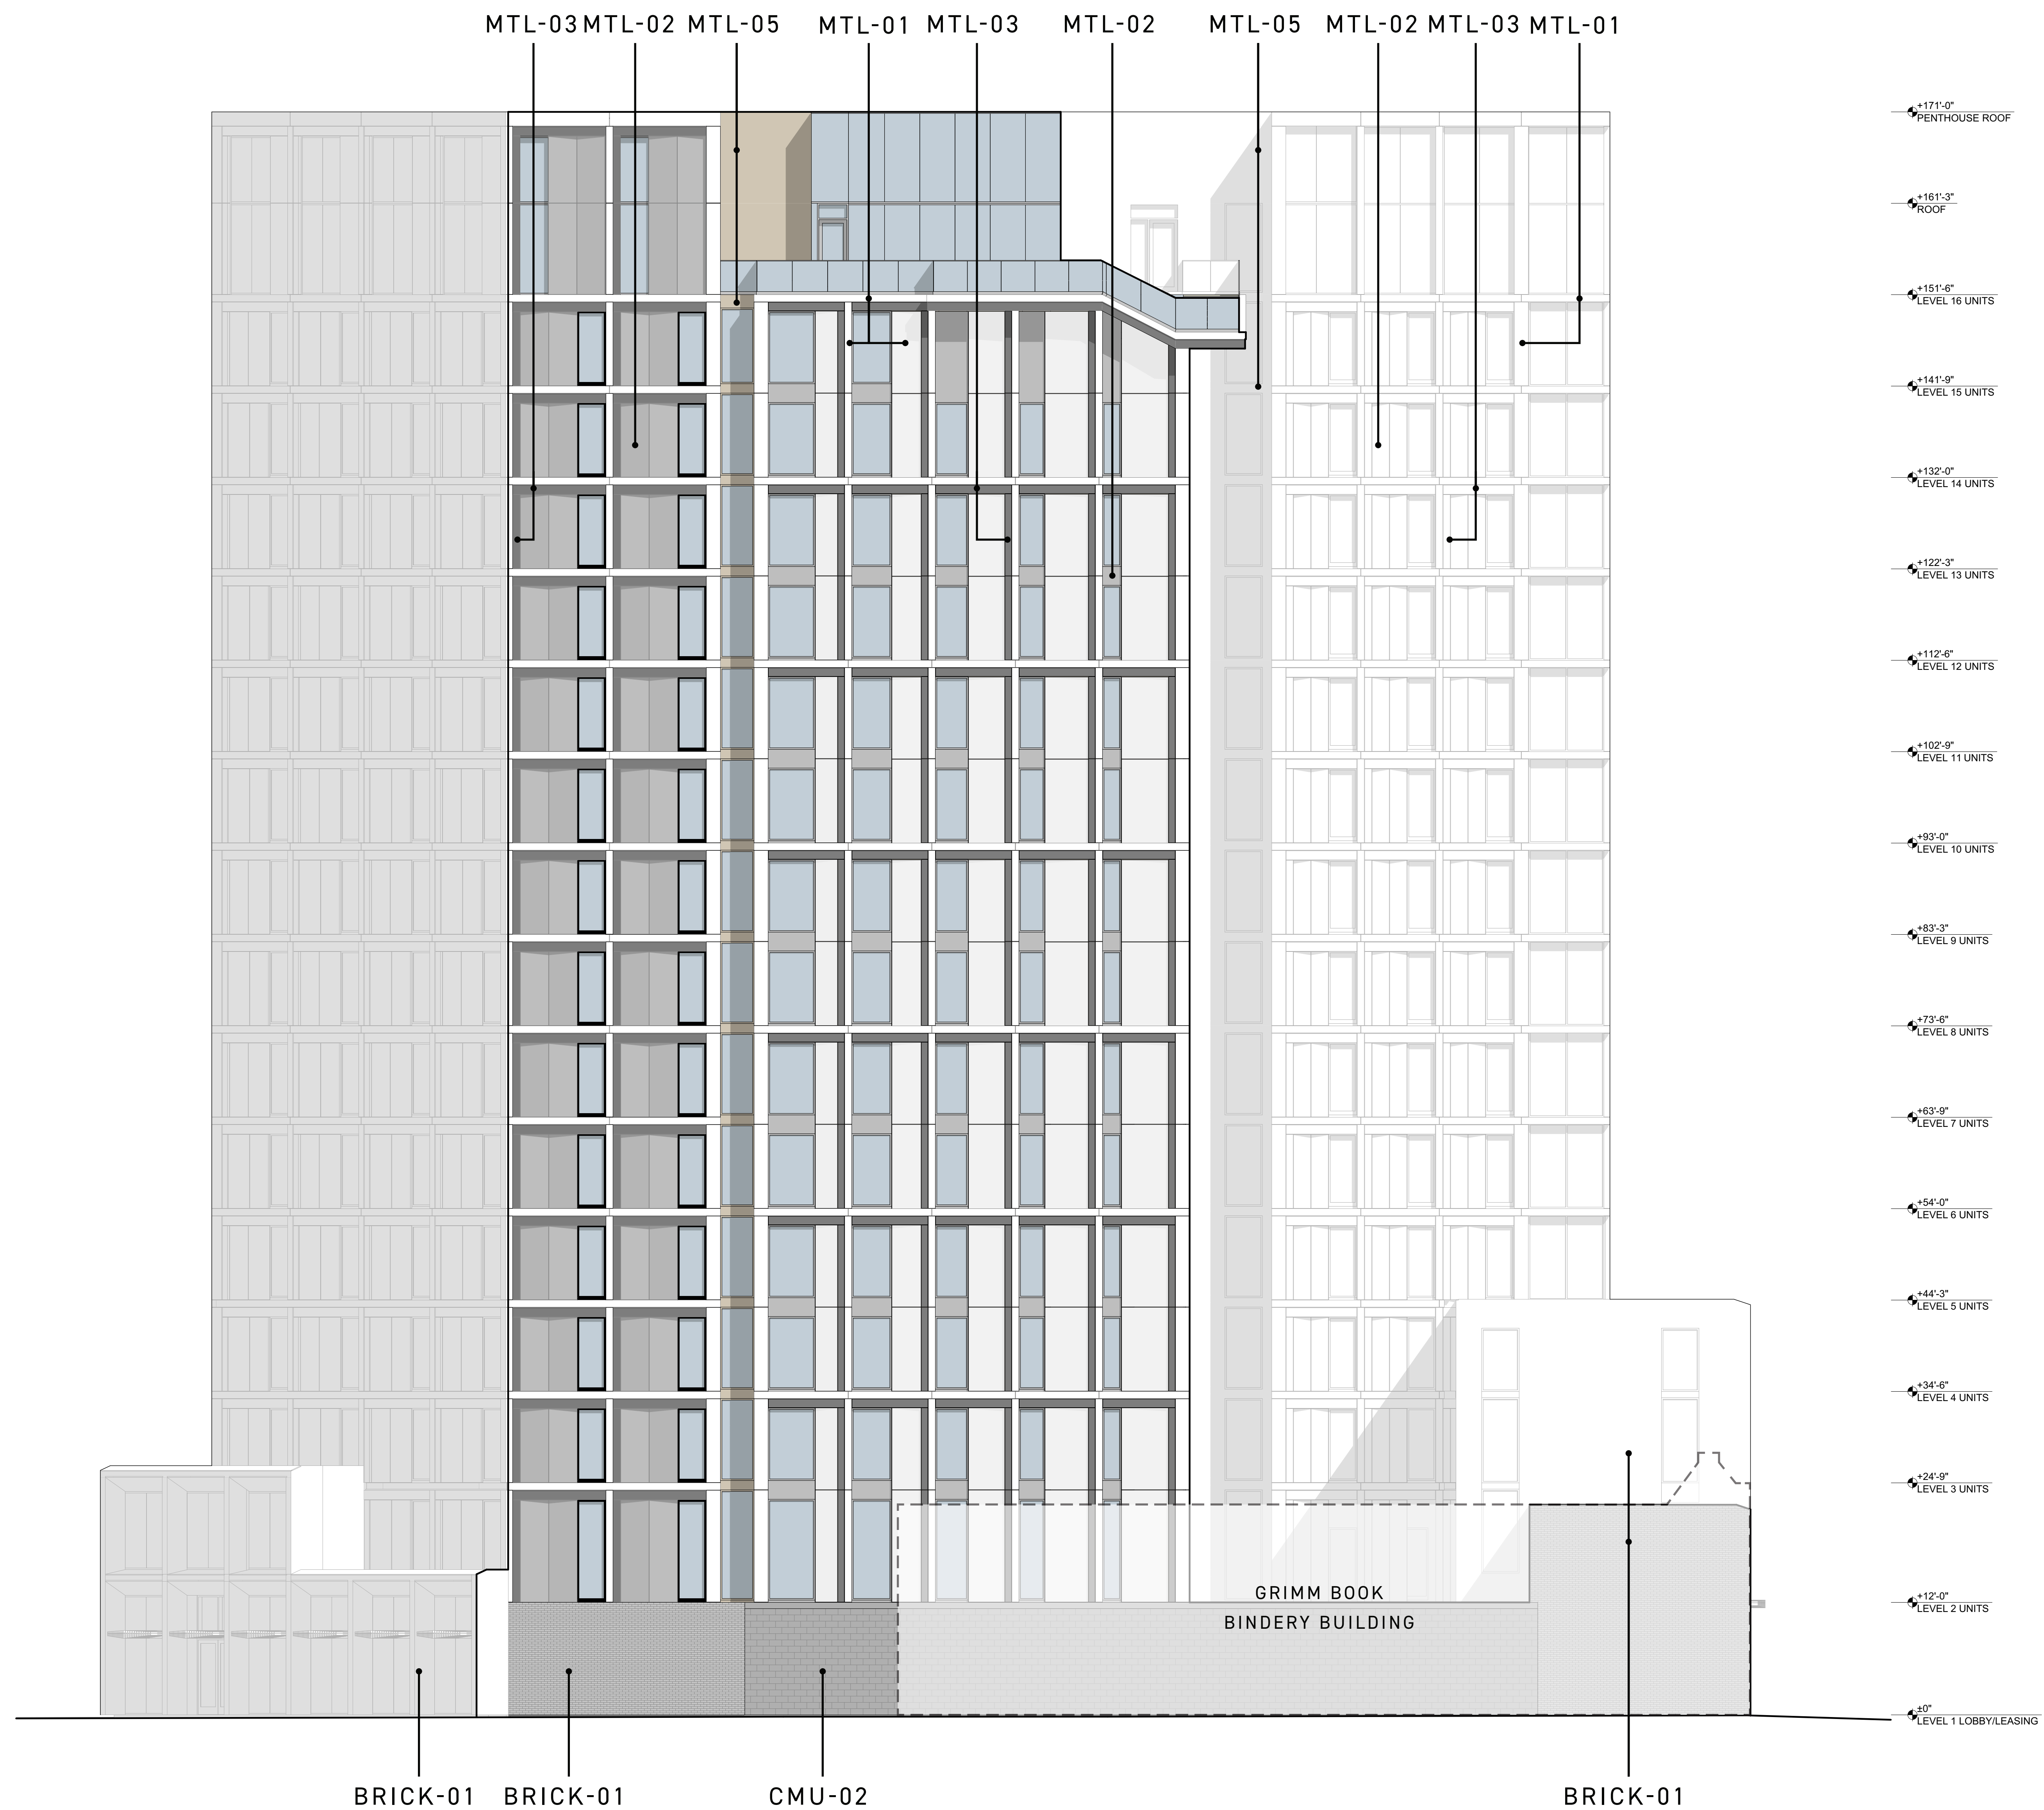 MTL-03 MTL-02 MTL-05 MTL-01 MTL-03 MTL-02 MTL-05 MTL-02 MTL-03 MTL-01
+171'-0"
PENTHOUSE ROOF
+161'-3"
ROOF
+151'-6"
LEVEL 16 UNITS
+141'-9"
LEVEL 15 UNITS
+132'-0"
LEVEL 14 UNITS
+122'-3"
LEVEL 13 UNITS
+112'-6"
LEVEL 12 UNITS
+102'-9"
LEVEL 11 UNITS
+93'-0"
LEVEL 10 UNITS
+83'-3"
LEVEL 9 UNITS
+73'-6"
LEVEL 8 UNITS
+63'-9"
LEVEL 7 UNITS
+54'-0"
LEVEL 6 UNITS
+44'-3"
LEVEL 5 UNITS
+34'-6"
LEVEL 4 UNITS
+24'-9"
LEVEL 3 UNITS
+12'-0"
LEVEL 2 UNITS
±0"
LEVEL 1 LOBBY/LEASING
GRIMM BOOK
BINDERY BUILDING
BRICK-01 BRICK-01 CMU-02 BRICK-01